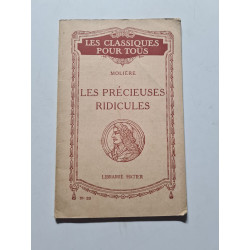 LES CLASSIQUES
POUR TOUS
MOLIÈRE
LES PRÉCIEUSES
RIDICULES
LIBRAIRIE HATIER